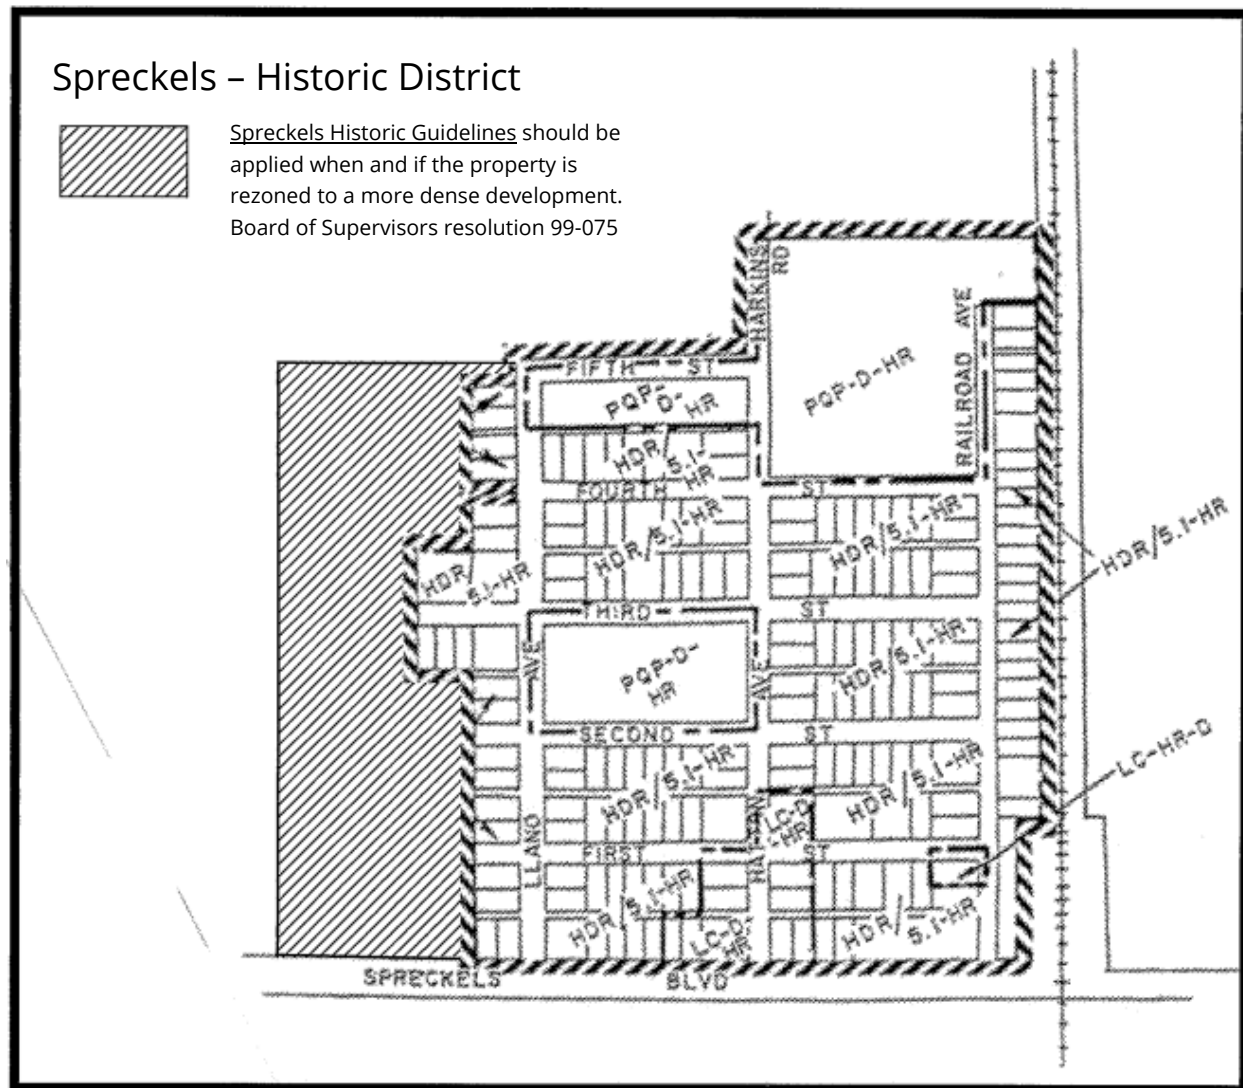 Spreckels – Historic District
Spreckels Historic Guidelines should be
applied when and if the property is
rezoned to a more dense development.
Board of Supervisors resolution 99-075
HARKINS
RD
RAILROAD AVE
FIFTH ST
PQP-
D-
HR
PQP-D-HR
HDR
5.1-
HR
FOURTH ST
HDR/5.1-HR
HDR/5.1-HR
HDR/5.1-HR
HDR
5.1-HR
THIRD ST
AVE
PQP-D-
HR
AVE
HDR/5.1-HR
SECOND ST
LC-HR-D
HDR/5.1-HR
HDR/5.1-HR
LC-D
-HR
LLANO
FIRST ST
HDR/5.1-HR
LC-D-
HR
HDR/
5.1-HR
SPRECKELS BLVD